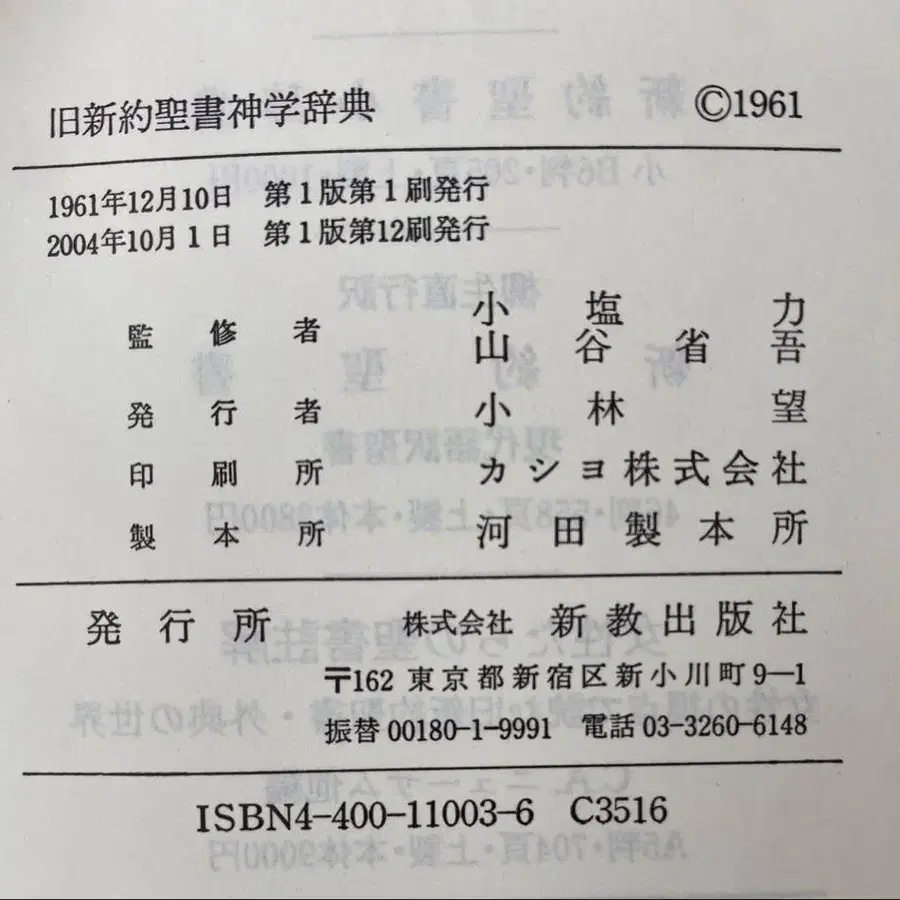 旧新約聖書神学辞典 ©1961
1961年12月10日 第1版第1刷発行
2004年10月1日 第1版第12刷発行
監修者 小塩力
山谷省吾
発行者 小林望
印刷所 カショ株式会社
製本所 河田製本所
発行所 株式会社 新教出版社
〒162 東京都新宿区新小川町9-1
振替 00180-1-9991 電話 03-3260-6148
ISBN4-400-11003-6 C3516